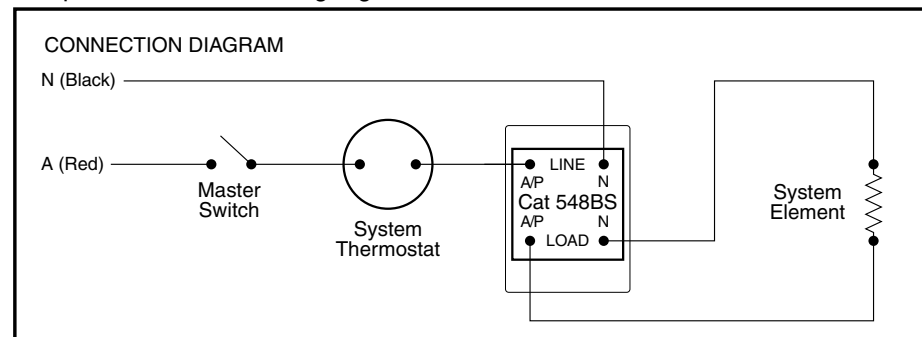 CONNECTION DIAGRAM
N (Black)
A (Red)
Master
Switch
System
Thermostat
LINE
A/P N
Cat 548BS
A/P N
LOAD
System
Element